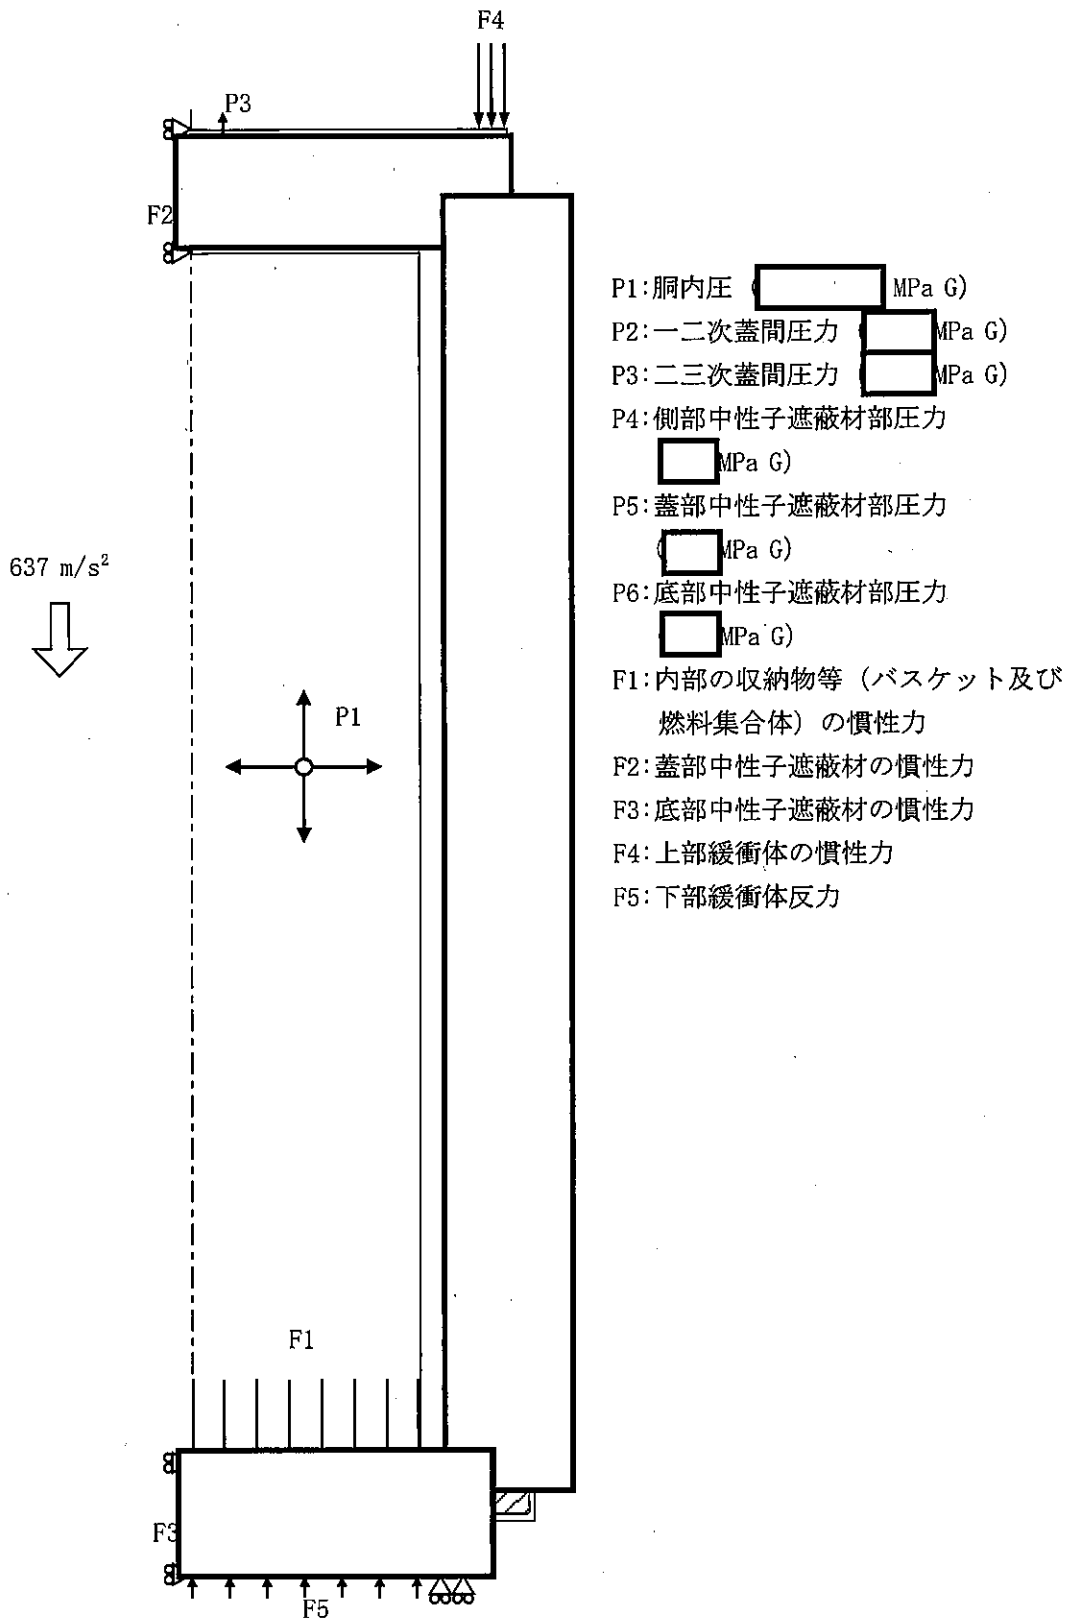 F4
P3
F2
P1:胴内圧 ( MPa G)
P2:一二次蓋間圧力 ( MPa G)
P3:二三次蓋間圧力 ( MPa G)
P4:側部中性子遮蔽材部圧力
MPa G)
P5:蓋部中性子遮蔽材部圧力
( MPa G)
P6:底部中性子遮蔽材部圧力
( MPa G)
F1:内部の収納物等(バスケット及び
燃料集合体)の慣性力
F2:蓋部中性子遮蔽材の慣性力
F3:底部中性子遮蔽材の慣性力
F4:上部緩衝体の慣性力
F5:下部緩衝体反力
637 m/s²
P1
F1
F3
F5